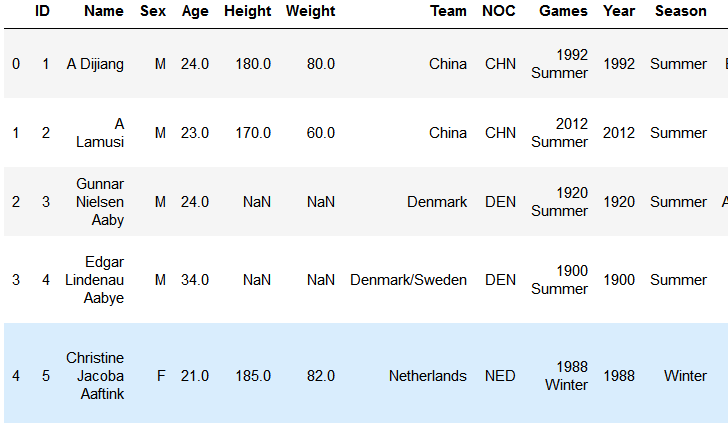 ID Name Sex Age Height Weight Team NOC Games Year Season
0 1 A Dijiang M 24.0 180.0 80.0 China CHN 1992 Summer 1992 Summer
1 2 A Lamusi M 23.0 170.0 60.0 China CHN 2012 Summer 2012 Summer
2 3 Gunnar Nielsen Aaby M 24.0 NaN NaN Denmark DEN 1920 Summer 1920 Summer
3 4 Edgar Lindenau Aabye M 34.0 NaN NaN Denmark/Sweden DEN 1900 Summer 1900 Summer
4 5 Christine Jacoba Aaftink F 21.0 185.0 82.0 Netherlands NED 1988 Winter 1988 Winter